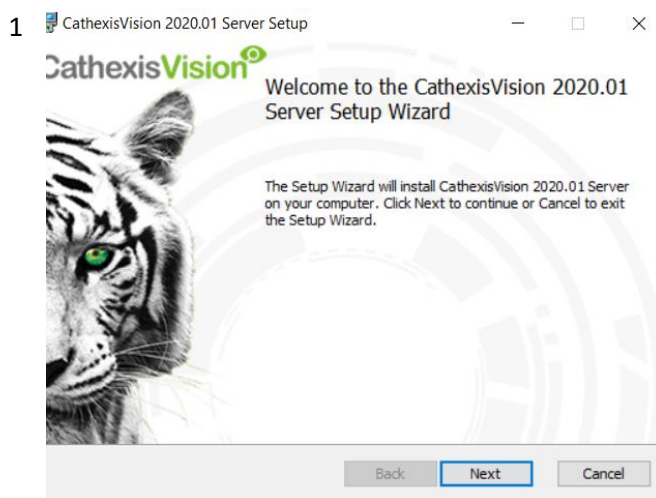 1
CathexisVision 2020.01 Server Setup
CathexisVision
Welcome to the CathexisVision 2020.01
Server Setup Wizard
The Setup Wizard will install CathexisVision 2020.01 Server
on your computer. Click Next to continue or Cancel to exit
the Setup Wizard.
Back
Next
Cancel